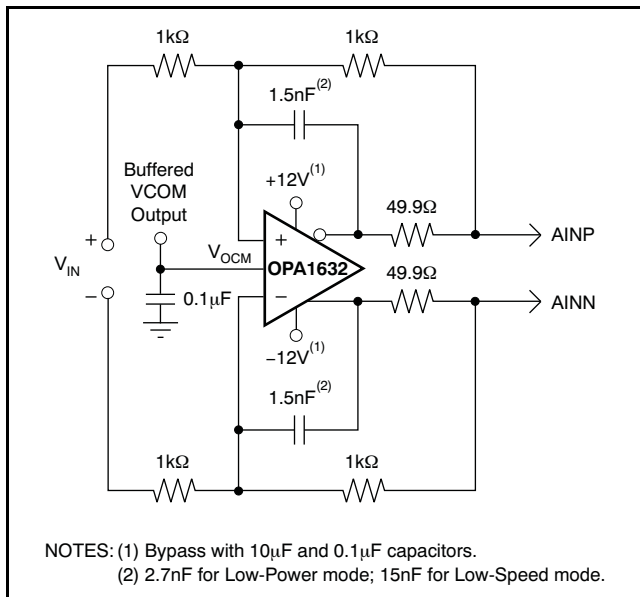 1kΩ
1kΩ
1.5nF(2)
Buffered
VCOM
Output
+12V(1)
49.9Ω
AINP
+
VIN
−
VOCM
+
OPA1632
−
49.9Ω
AINN
0.1μF
−12V(1)
1.5nF(2)
1kΩ
1kΩ
NOTES: (1) Bypass with 10μF and 0.1μF capacitors.
(2) 2.7nF for Low-Power mode; 15nF for Low-Speed mode.